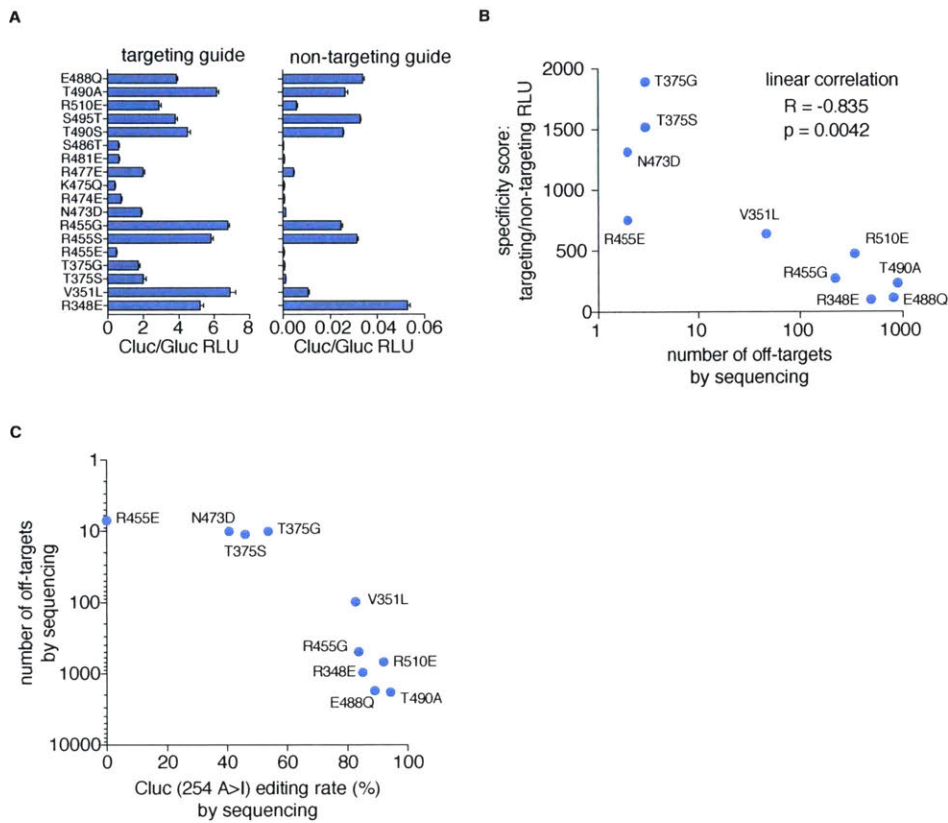 A
targeting guide
non-targeting guide
E488Q
T490A
R510E
S495T
T490S
S486T
R481E
R477E
K475Q
R474E
N473D
R455G
R455S
R455E
T375G
T375S
V351L
R348E
0 2 4 6 8
0.00 0.02 0.04 0.06
Cluc/Gluc RLU
Cluc/Gluc RLU
B
specificity score:
targeting/non-targeting RLU
2000
1500
1000
500
0
T375G
linear correlation
R = -0.835
p = 0.0042
T375S
N473D
V351L
R455E
R510E
R455G
T490A
R348E
E488Q
1 10 100 1000
number of off-targets
by sequencing
C
number of off-targets
by sequencing
1
10
100
1000
10000
R455E
N473D
T375G
T375S
V351L
R455G
R510E
R348E
E488Q
T490A
0 20 40 60 80 100
Cluc (254 A>I) editing rate (%)
by sequencing